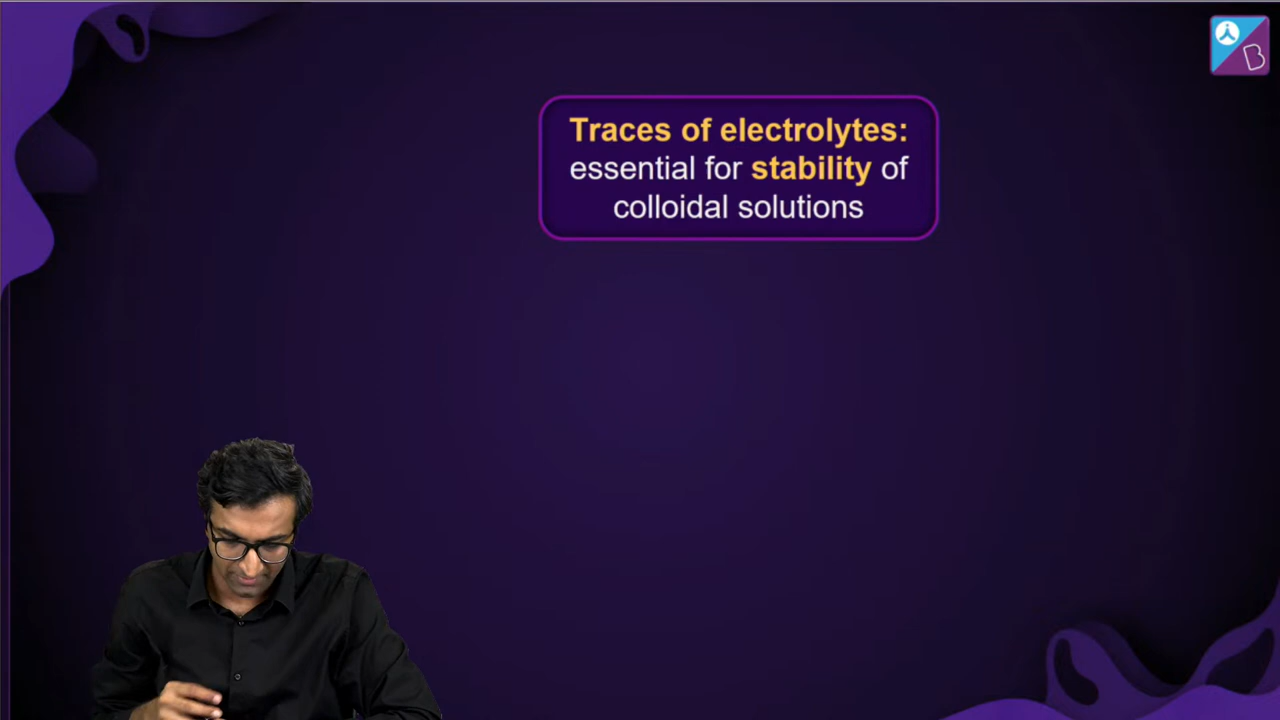 Traces of electrolytes:
essential for stability of
colloidal solutions
B